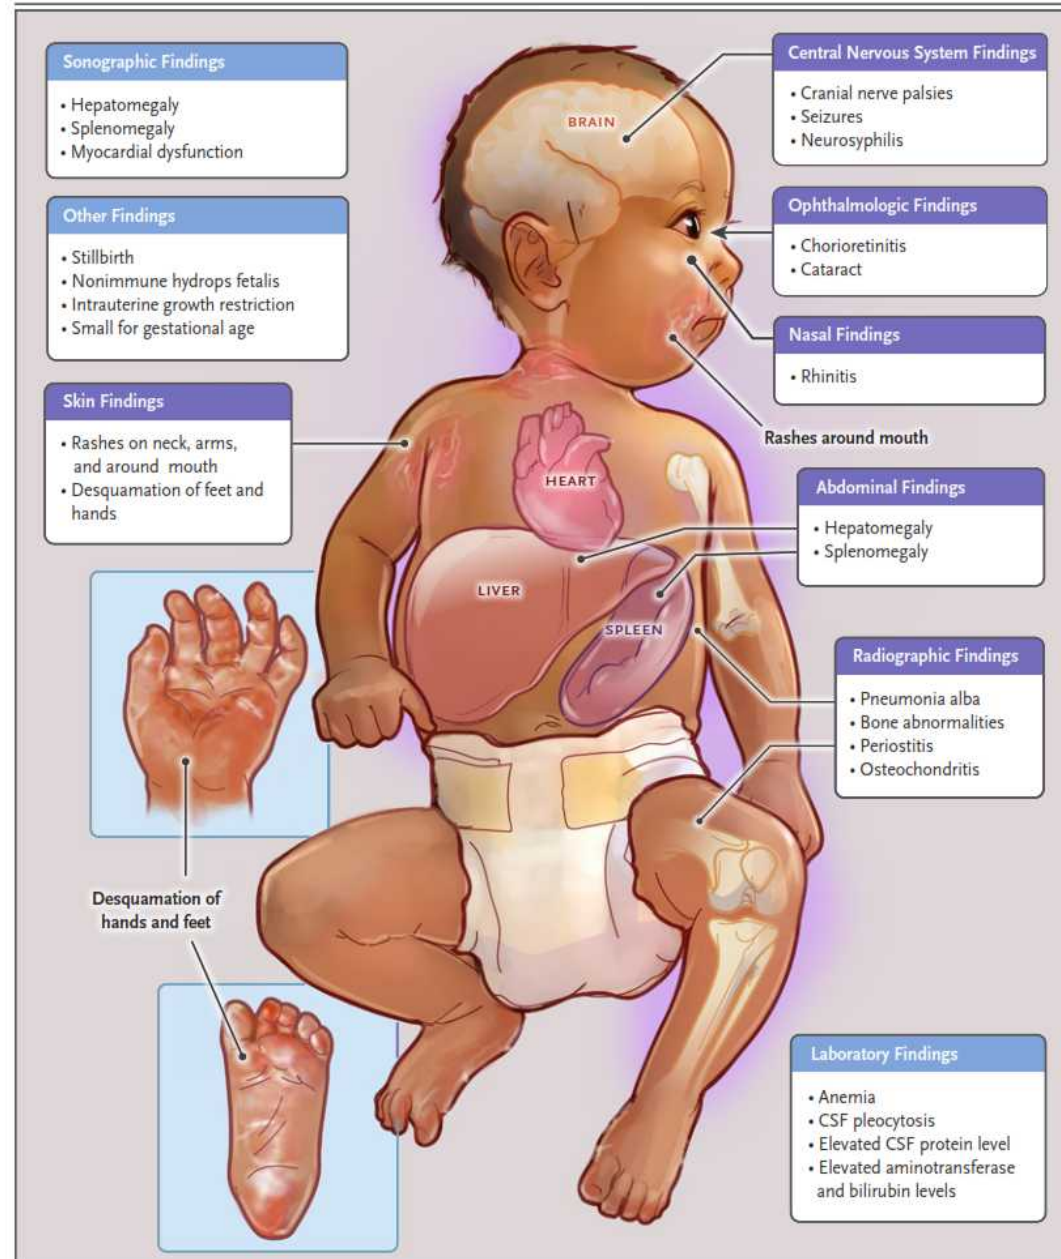 Sonographic Findings
• Hepatomegaly
• Splenomegaly
• Myocardial dysfunction
Other Findings
• Stillbirth
• Nonimmune hydrops fetalis
• Intrauterine growth restriction
• Small for gestational age
Skin Findings
• Rashes on neck, arms,
and around mouth
• Desquamation of feet and
hands
Desquamation of
hands and feet
BRAIN
HEART
LIVER
SPLEEN
Central Nervous System Findings
• Cranial nerve palsies
• Seizures
• Neurosyphilis
Ophthalmologic Findings
• Chorioretinitis
• Cataract
Nasal Findings
• Rhinitis
Rashes around mouth
Abdominal Findings
• Hepatomegaly
• Splenomegaly
Radiographic Findings
• Pneumonia alba
• Bone abnormalities
• Periostitis
• Osteochondritis
Laboratory Findings
• Anemia
• CSF pleocytosis
• Elevated CSF protein level
• Elevated aminotransferase
and bilirubin levels